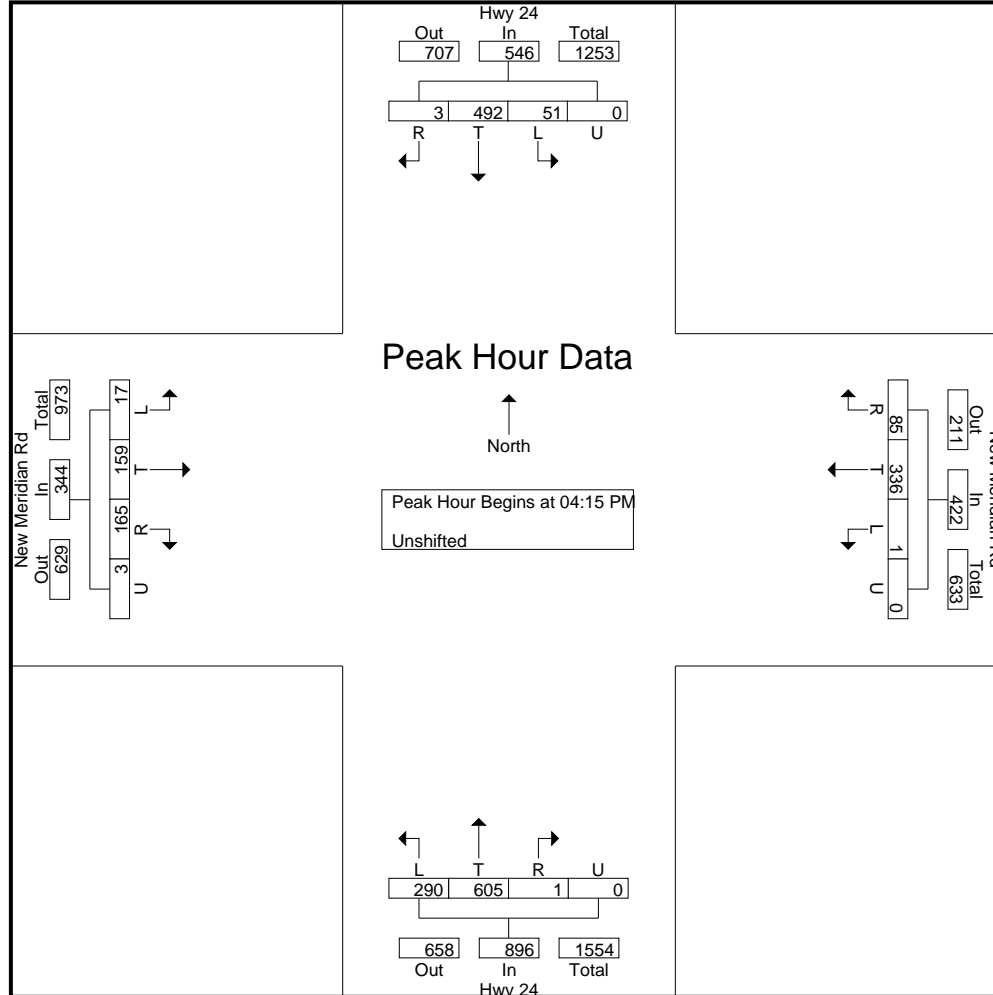 Hwy 24
Out In Total
707 546 1253
3 492 51 0
R T L U
Peak Hour Data
North
Peak Hour Begins at 04:15 PM
Unshifted
New Meridian Rd
Total In Out
973 344 629
17 159 165 3
L T R U
R T L U
85 336 1 0
211 422 633
Out In Total
New Meridian Rd
L T R U
290 605 1 0
658 896 1554
Out In Total
Hwy 24